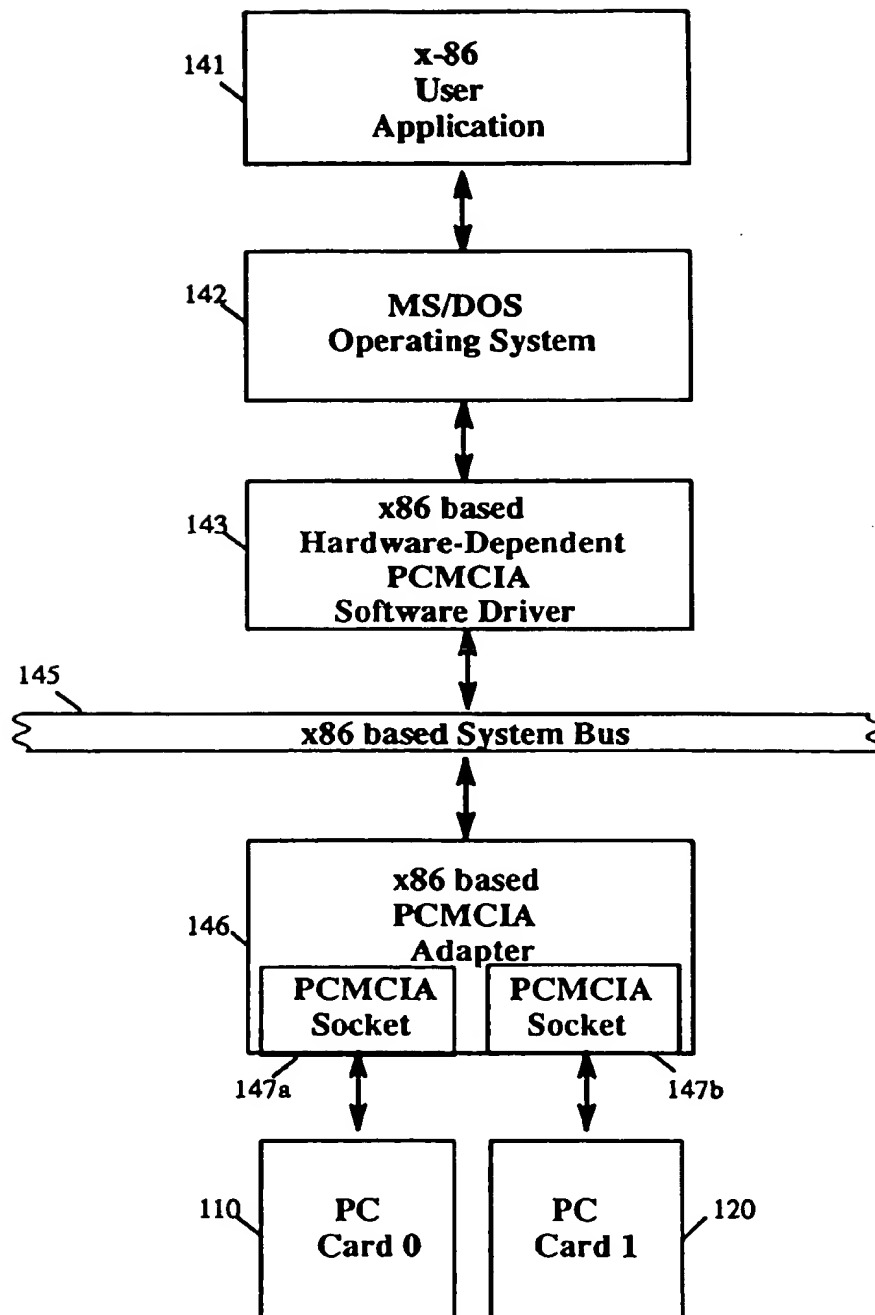 141
x-86
User
Application
142
MS/DOS
Operating System
143
x86 based
Hardware-Dependent
PCMCIA
Software Driver
145
x86 based System Bus
146
x86 based
PCMCIA
Adapter
PCMCIA
Socket
PCMCIA
Socket
147a
147b
110
PC
Card 0
PC
Card 1
120